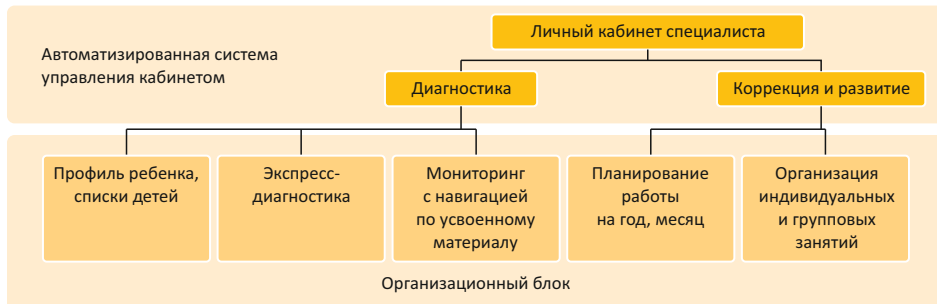 Личный кабинет специалиста
Автоматизированная система
управления кабинетом
Диагностика
Коррекция и развитие
Профиль ребенка,
списки детей
Экспресс-
диагностика
Мониторинг
с навигацией
по усвоенному
материалу
Планирование
работы
на год, месяц
Организация
индивидуальных
и групповых
занятий
Организационный блок